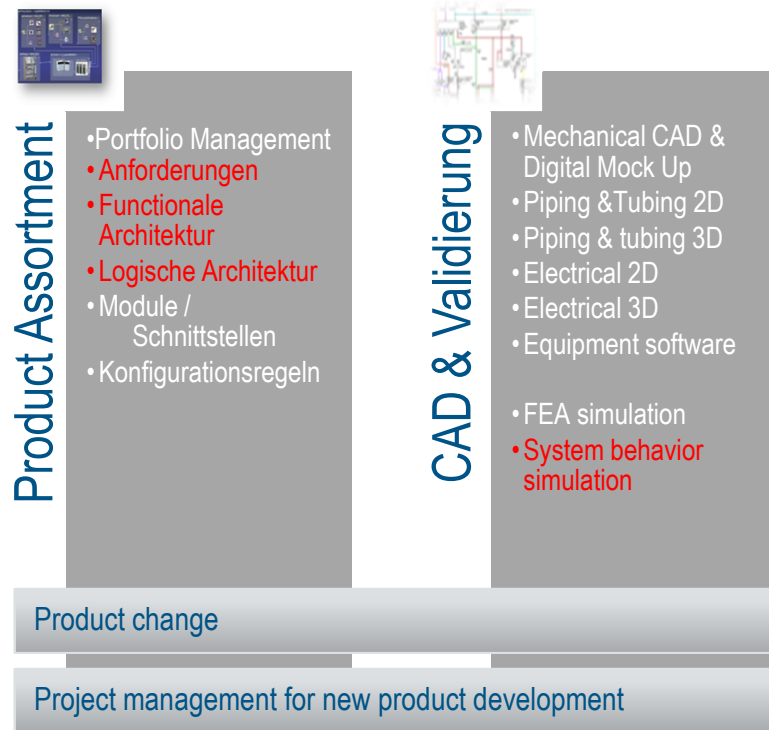 Product Assortment
•Portfolio Management
•Anforderungen
•Functionale
Architektur
•Logische Architektur
•Module /
Schnittstellen
•Konfigurationsregeln
CAD & Validierung
•Mechanical CAD &
Digital Mock Up
•Piping &Tubing 2D
•Piping & tubing 3D
•Electrical 2D
•Electrical 3D
•Equipment software
•FEA simulation
•System behavior
simulation
Product change
Project management for new product development